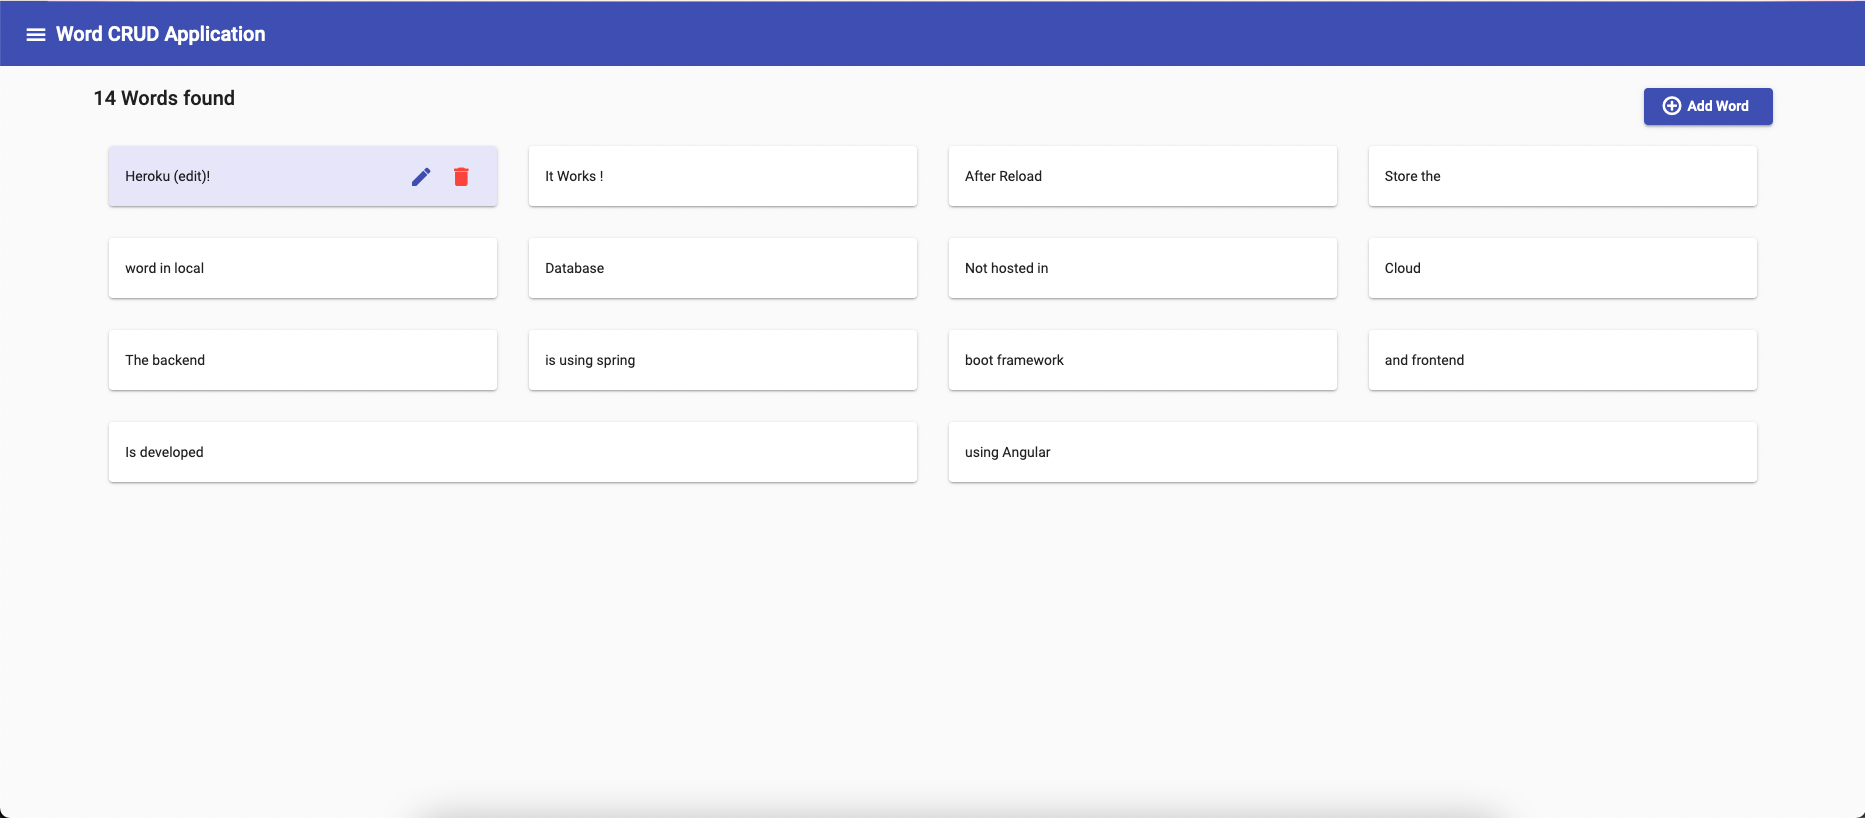 Word CRUD Application
14 Words found
Add Word
Heroku (edit)!
It Works !
After Reload
Store the
word in local
Database
Not hosted in
Cloud
The backend
is using spring
boot framework
and frontend
Is developed
using Angular